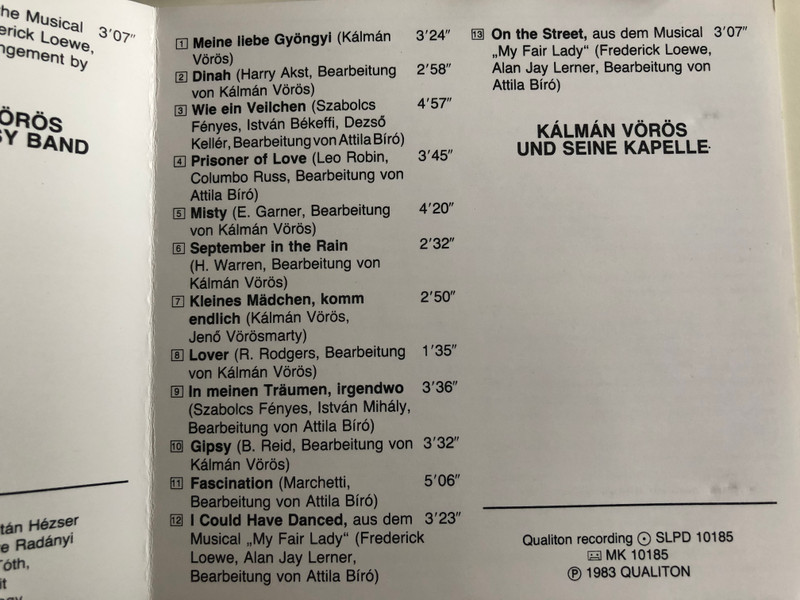 he Musical 3′07″
erick Loewe,
ngement by
ÖRÖS
SY BAND
tán Hézser
e Radányi
Tóth,
it
1 Meine liebe Gyöngyi (Kálmán 3′24″
Vörös)
2 Dinah (Harry Akst, Bearbeitung 2′58″
von Kálmán Vörös)
3 Wie ein Veilchen (Szabolcs 4′57″
Fényes, István Békeffi, Dezső
Kellér, Bearbeitung von Attila Bíró)
4 Prisoner of Love (Leo Robin, 3′45″
Columbo Russ, Bearbeitung von
Attila Bíró)
5 Misty (E. Garner, Bearbeitung 4′20″
von Kálmán Vörös)
6 September in the Rain 2′32″
(H. Warren, Bearbeitung von
Kálmán Vörös)
7 Kleines Mädchen, komm 2′50″
endlich (Kálmán Vörös,
Jenő Vörösmarty)
8 Lover (R. Rodgers, Bearbeitung 1′35″
von Kálmán Vörös)
9 In meinen Träumen, irgendwo 3′36″
(Szabolcs Fényes, István Mihály,
Bearbeitung von Attila Bíró)
10 Gipsy (B. Reid, Bearbeitung von 3′32″
Kálmán Vörös)
11 Fascination (Marchetti, 5′06″
Bearbeitung von Attila Bíró)
12 I Could Have Danced, aus dem 3′23″
Musical „My Fair Lady“ (Frederick
Loewe, Alan Jay Lerner,
Bearbeitung von Attila Bíró)
13 On the Street, aus dem Musical 3′07″
„My Fair Lady“ (Frederick Loewe,
Alan Jay Lerner, Bearbeitung von
Attila Bíró)
KÁLMÁN VÖRÖS
UND SEINE KAPELLE
Qualiton recording SLPD 10185
MK 10185
Ⓟ 1983 QUALITON